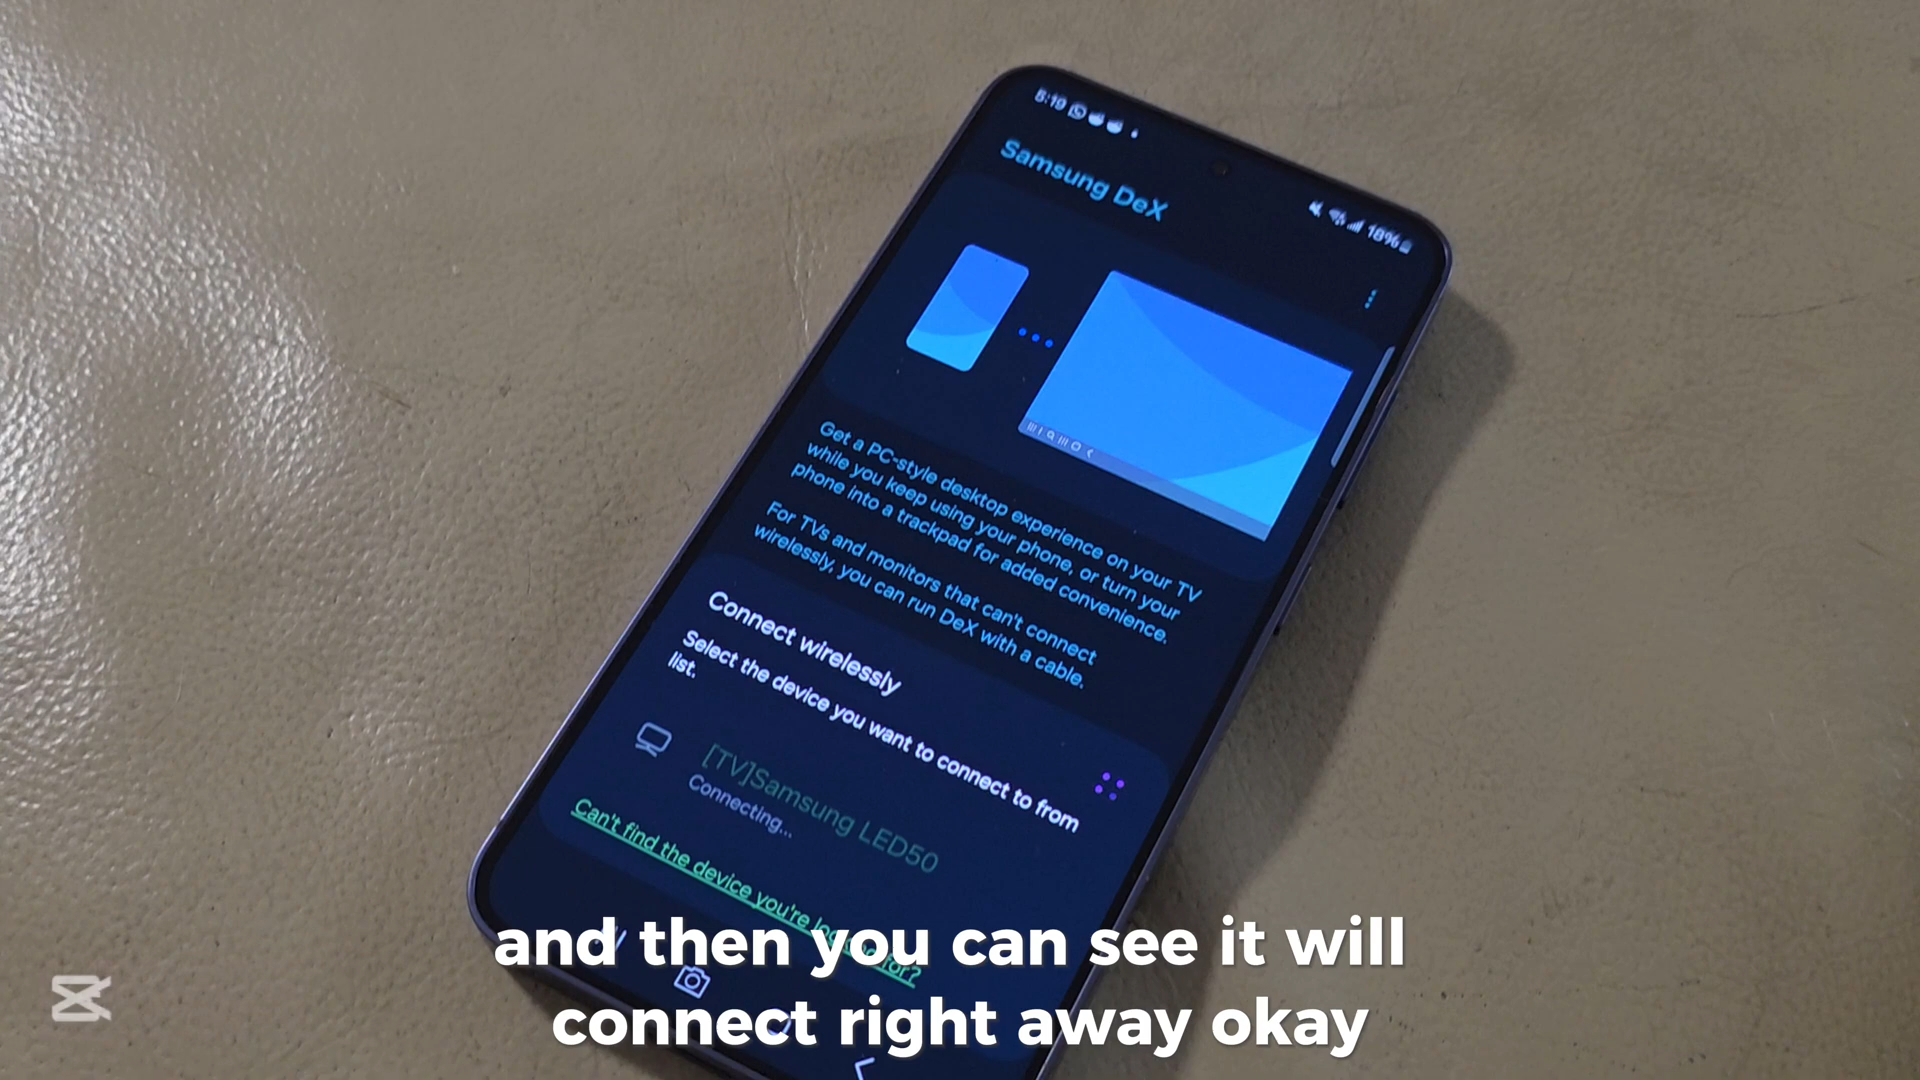 5:19
18%
Samsung DeX
Get a PC-style desktop experience on your TV
while you keep using your phone, or turn your
phone into a trackpad for added convenience.
For TVs and monitors that can't connect
wirelessly, you can run DeX with a cable.
Connect wirelessly
Select the device you want to connect to from
list.
[TV]Samsung LED50
Connecting...
Can't find the device you're looking for?
and then you can see it will
connect right away okay